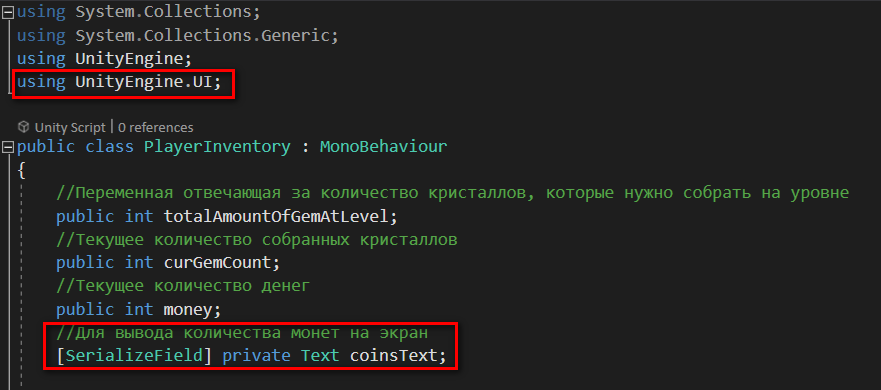 using System.Collections;
using System.Collections.Generic;
using UnityEngine;
using UnityEngine.UI;
Unity Script | 0 references
public class PlayerInventory : MonoBehaviour
{
//Переменная отвечающая за количество кристаллов, которые нужно собрать на уровне
public int totalAmountOfGemAtLevel;
//Текущее количество собранных кристаллов
public int curGemCount;
//Текущее количество денег
public int money;
//Для вывода количества монет на экран
[SerializeField] private Text coinsText;